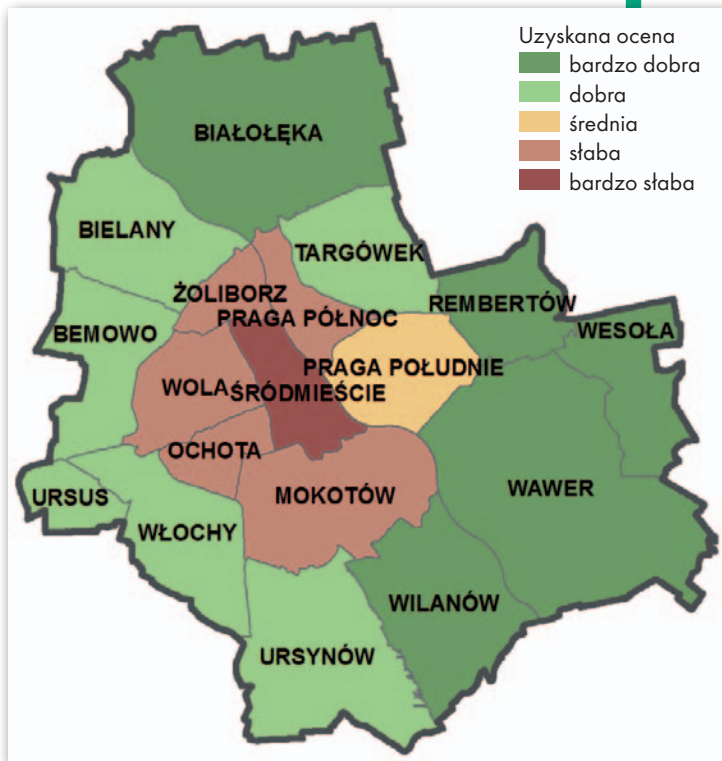 Uzyskana ocena
bardzo dobra
dobra
średnia
słaba
bardzo słaba
BIAŁOŁĘKA
BIELANY
TARGÓWEK
ŻOLIBORZ
REMBERTÓW
PRAGA PÓŁNOC
BEMOWO
WESOŁA
PRAGA POŁUDNIE
WOLA
ŚRÓDMIEŚCIE
OCHOTA
WAWER
MOKOTÓW
URSUS
WŁOCHY
WILANÓW
URSYNÓW